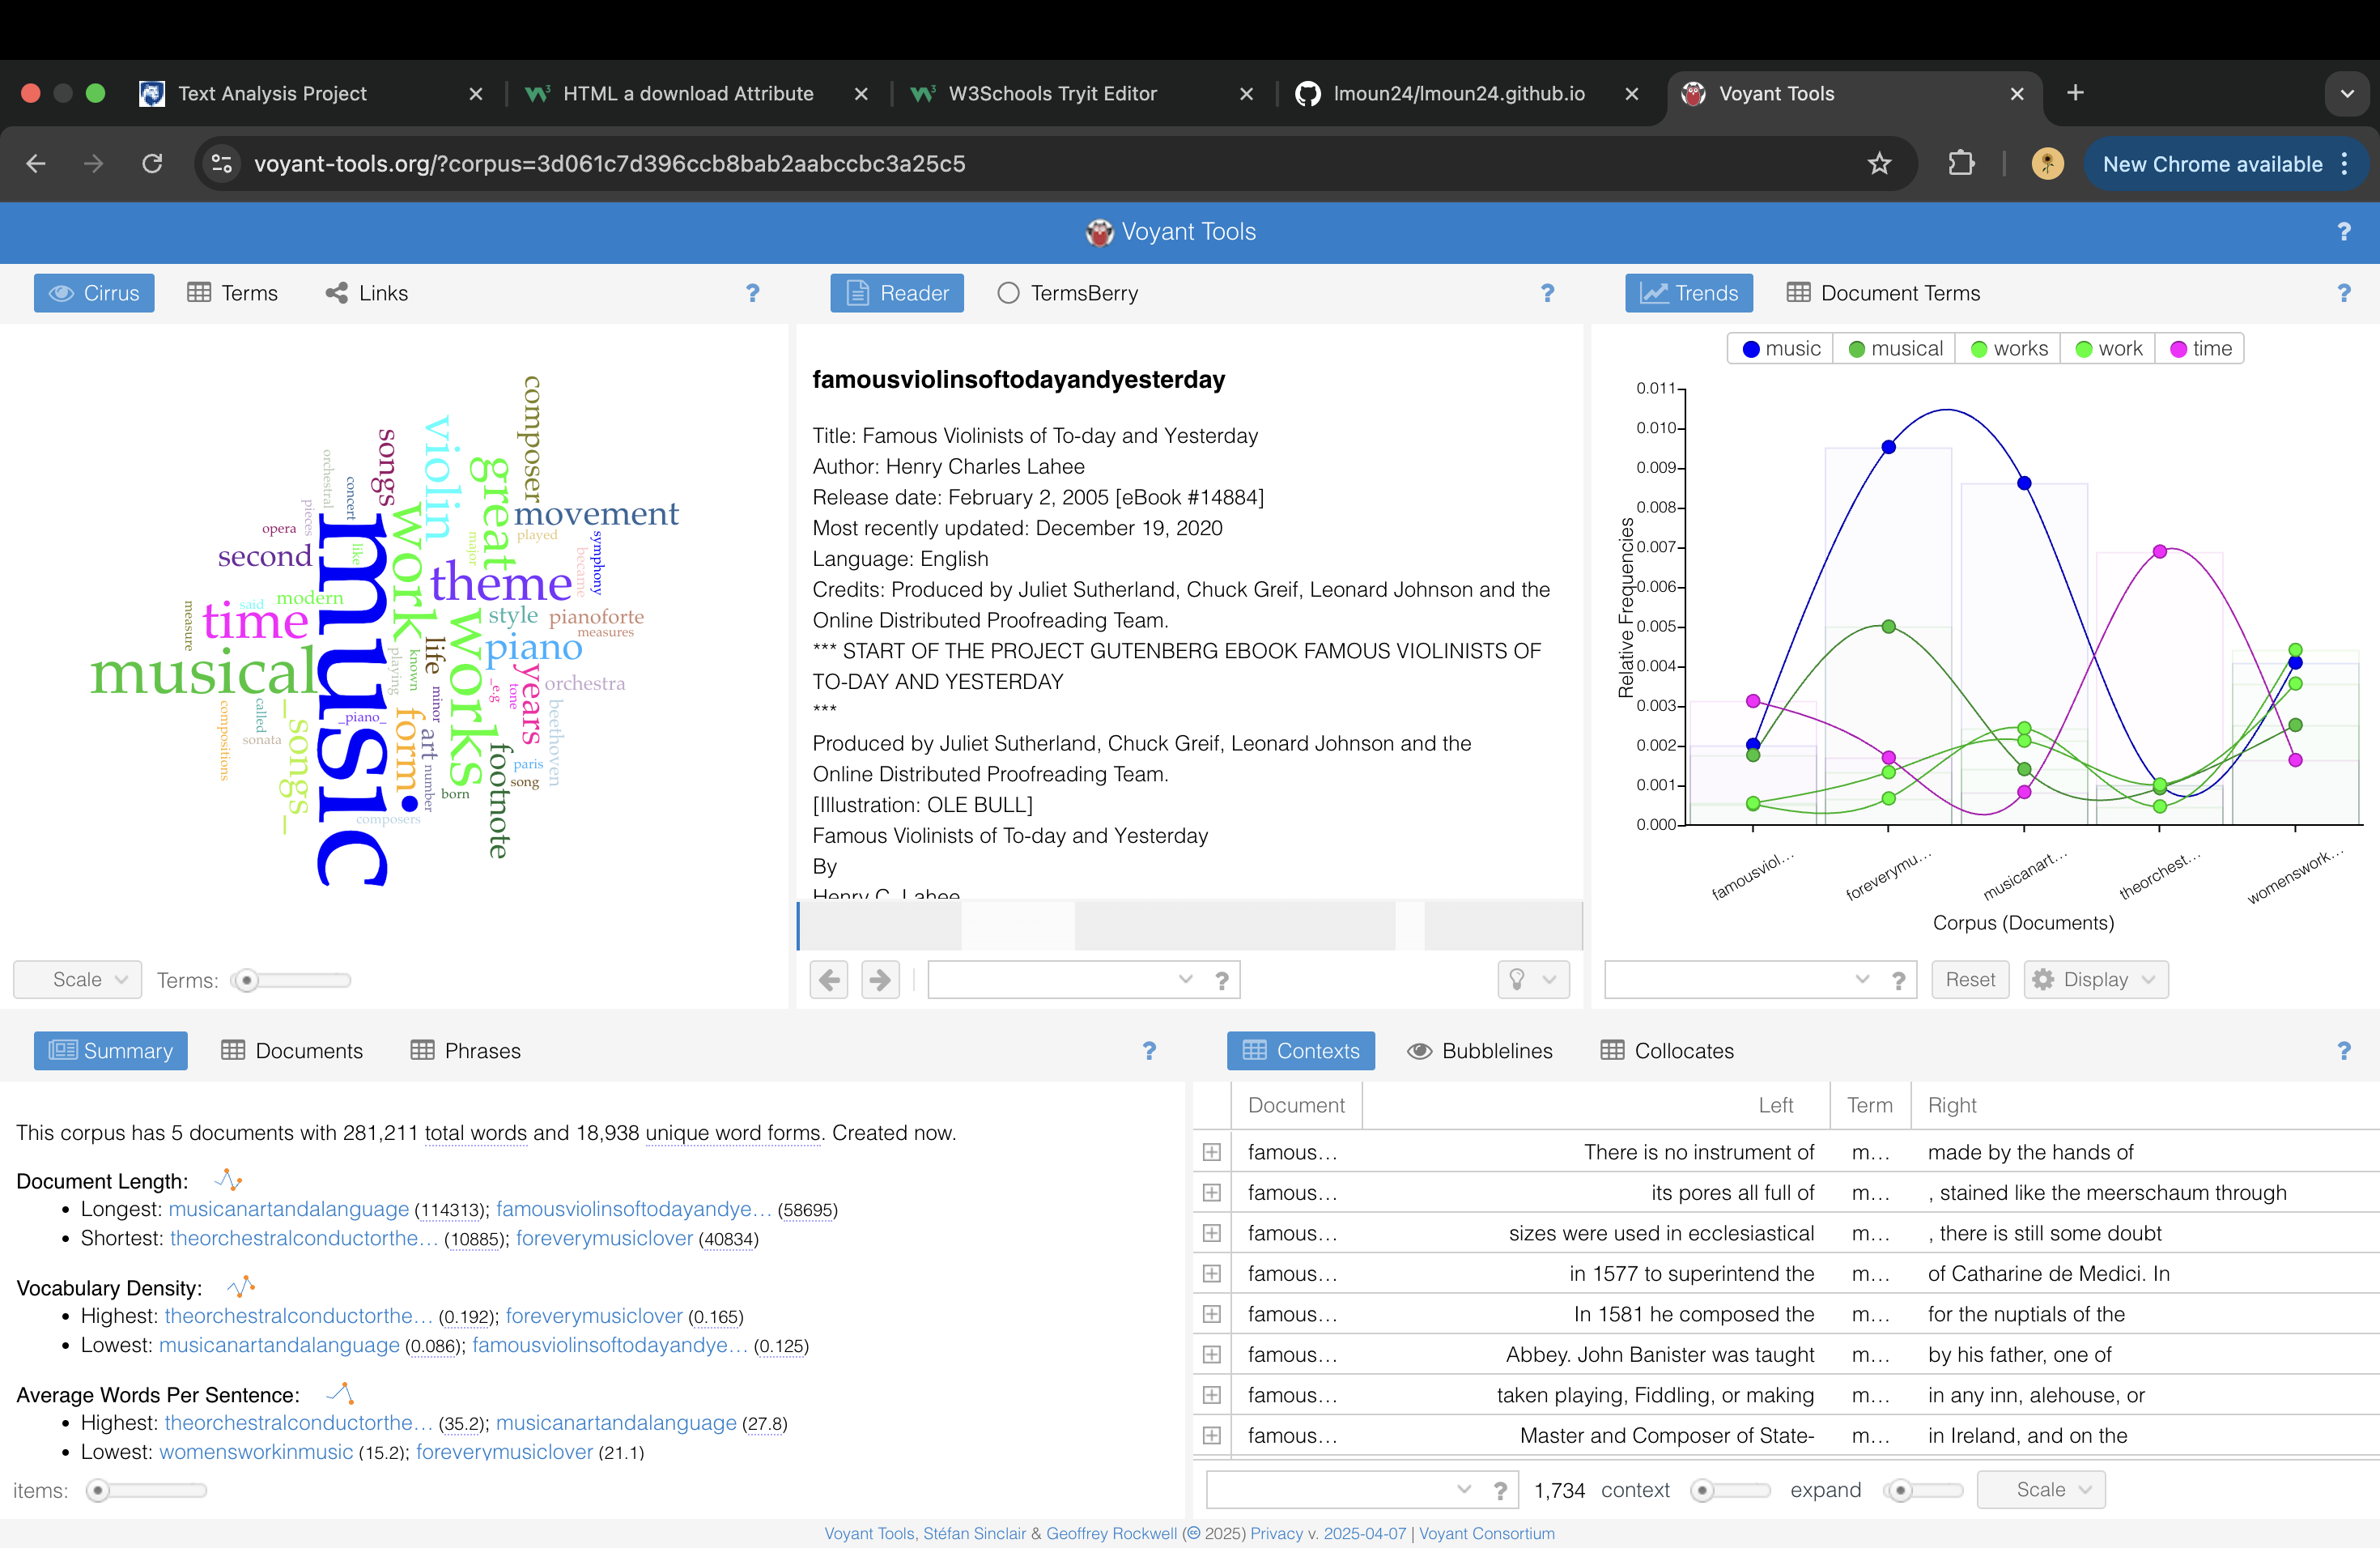 Text Analysis Project
HTML a download Attribute
W3Schools Tryit Editor
lmoun24/lmoun24.github.io
Voyant Tools
voyant-tools.org/?corpus=3d061c7d396ccb8bab2aabccbc3a25c5
New Chrome available
Voyant Tools
?
Cirrus
Terms
Links
?
composer
songs
violin
orchestral
great
concert
pieces
movement
opera
work
played
major
symphony
like
became
second
music
theme
modern
said
measure
time
works
style
pianoforte
measures
life
piano
musical
playing
known
years
_e.g
tone
orchestra
minor
called
compositions
_songs_
_piano_
form
beethoven
sonata
art
footnote
number
paris
song
born
composers
Scale
Terms:
Reader
TermsBerry
?
famousviolinsoftodayandyesterday
Title: Famous Violinists of To-day and Yesterday
Author: Henry Charles Lahee
Release date: February 2, 2005 [eBook #14884]
Most recently updated: December 19, 2020
Language: English
Credits: Produced by Juliet Sutherland, Chuck Greif, Leonard Johnson and the
Online Distributed Proofreading Team.
*** START OF THE PROJECT GUTENBERG EBOOK FAMOUS VIOLINISTS OF
TO-DAY AND YESTERDAY
***
Produced by Juliet Sutherland, Chuck Greif, Leonard Johnson and the
Online Distributed Proofreading Team.
[Illustration: OLE BULL]
Famous Violinists of To-day and Yesterday
By
Henry C. Lahee
?
Trends
Document Terms
?
music
musical
works
work
time
0.011
0.010
0.009
0.008
0.007
0.006
0.005
0.004
0.003
0.002
0.001
0.000
Relative Frequencies
famousviol...
foreverymu...
musicanart...
theorchest...
womenswork...
Corpus (Documents)
?
Reset
Display
Summary
Documents
Phrases
?
This corpus has 5 documents with 281,211 total words and 18,938 unique word forms. Created now.
Document Length:
• Longest: musicanartandalanguage (114313); famousviolinsoftodayandye… (58695)
• Shortest: theorchestralconductorthe… (10885); foreverymusiclover (40834)
Vocabulary Density:
• Highest: theorchestralconductorthe… (0.192); foreverymusiclover (0.165)
• Lowest: musicanartandalanguage (0.086); famousviolinsoftodayandye… (0.125)
Average Words Per Sentence:
• Highest: theorchestralconductorthe… (35.2); musicanartandalanguage (27.8)
• Lowest: womensworkinmusic (15.2); foreverymusiclover (21.1)
items:
Contexts
Bubblelines
Collocates
?
Document Left Term Right
famous… There is no instrument of m… made by the hands of
famous… its pores all full of m… , stained like the meerschaum through
famous… sizes were used in ecclesiastical m… , there is still some doubt
famous… in 1577 to superintend the m… of Catharine de Medici. In
famous… In 1581 he composed the m… for the nuptials of the
famous… Abbey. John Banister was taught m… by his father, one of
famous… taken playing, Fiddling, or making m… in any inn, alehouse, or
famous… Master and Composer of State- m… in Ireland, and on the
? 1,734 context expand Scale
Voyant Tools, Stéfan Sinclair & Geoffrey Rockwell (cc 2025) Privacy v. 2025-04-07 | Voyant Consortium